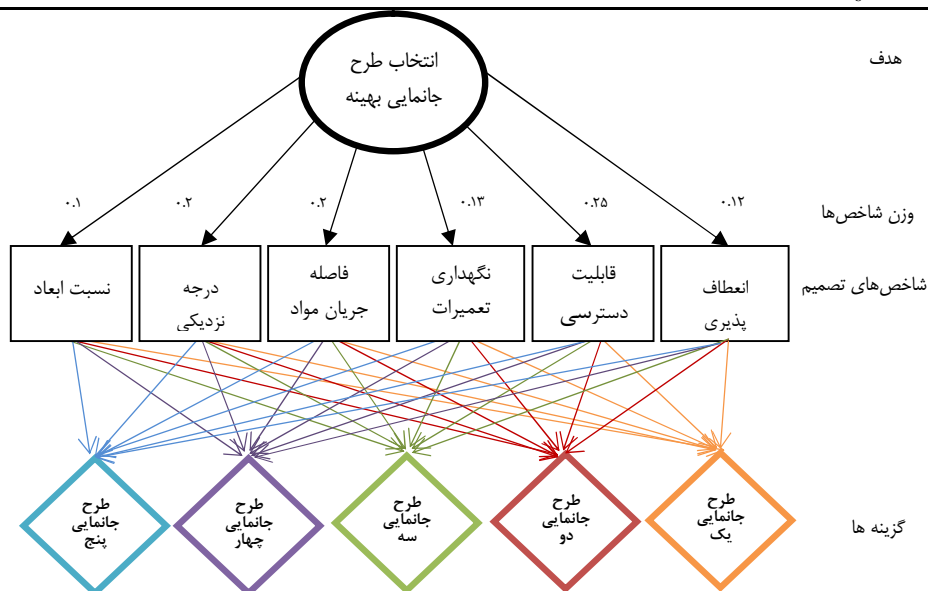 هدف
انتخاب طرح
جانمایی بهینه
وزن شاخص‌ها
۰.۱۲
۰.۲۵
۰.۱۳
۰.۲
۰.۲
۰.۱
شاخص‌های تصمیم
انعطاف
پذیری
قابلیت
دسترسی
نگهداری
تعمیرات
فاصله
جریان مواد
درجه
نزدیکی
نسبت ابعاد
گزینه ها
طرح
جانمایی
یک
طرح
جانمایی
دو
طرح
جانمایی
سه
طرح
جانمایی
چهار
طرح
جانمایی
پنج